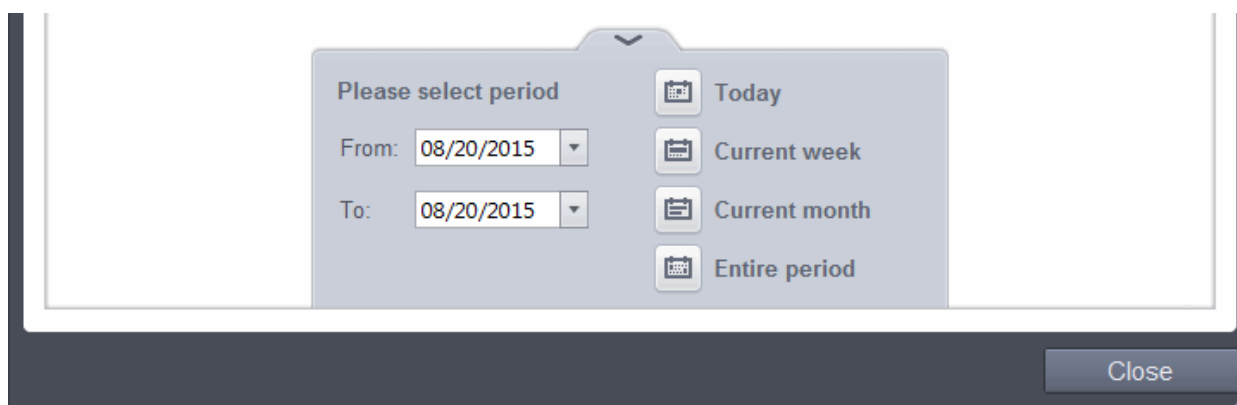 Please select period
From: 08/20/2015
To: 08/20/2015
Today
Current week
Current month
Entire period
Close